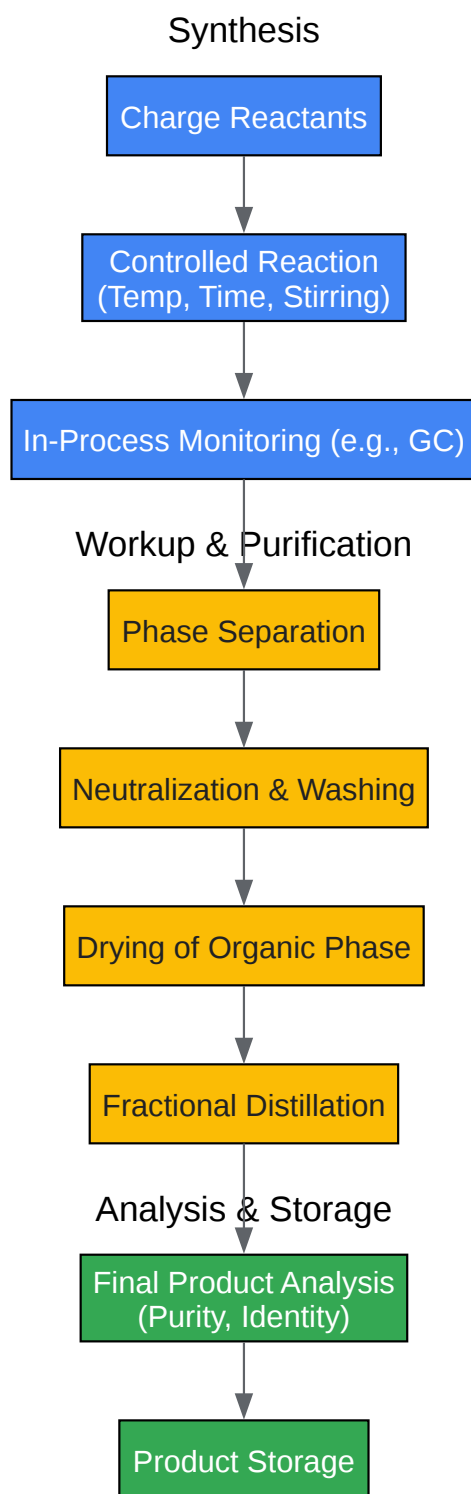 Synthesis
Charge Reactants
Controlled Reaction
(Temp, Time, Stirring)
In-Process Monitoring (e.g., GC)
Workup & Purification
Phase Separation
Neutralization & Washing
Drying of Organic Phase
Fractional Distillation
Analysis & Storage
Final Product Analysis
(Purity, Identity)
Product Storage